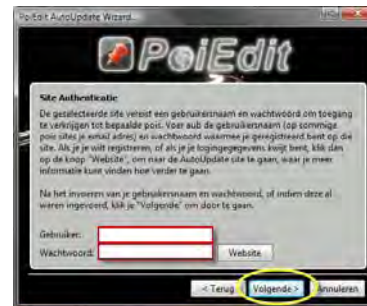 PoiEdit AutoUpdate Wizard...
PoiEdit
Site Authenticatie
De geselecteerde site vereist een gebruikersnaam en wachtwoord om toegang
te verkrijgen tot bepaalde pois. Voer aub de gebruikersnaam (op sommige
pois sites je email adres) en wachtwoord waarmee je geregistreerd bent op die
site. Als je je wilt registreren, of als je je logingegegevens kwijt bent, klik dan
op de knop "Website", om naar de AutoUpdate site te gaan, waar je meer
informatie kunt vinden hoe verder te gaan.
Na het invoeren van je gebruikersnaam en wachtwoord, of indien deze al
waren ingevoerd, klik je "Volgende" om door te gaan.
Gebruiker:
Wachtwoord:
Website
< Terug
Volgende >
Annuleren